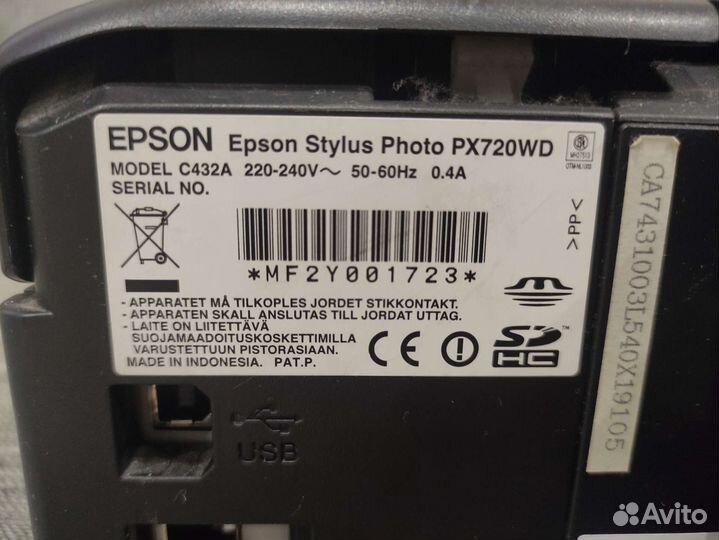 EPSON Epson Stylus Photo PX720WD
MODEL C432A 220-240V~ 50-60Hz 0.4A
SERIAL NO.
*MF2Y001723*
>PP<
- APPARATET MÅ TILKOPLES JORDET STIKKONTAKT.
- APPARATEN SKALL ANSLUTAS TILL JORDAT UTTAG.
- LAITE ON LIITETTÄVÄ
SUOJAMAADOITUSKOSKETTIMILLA
VARUSTETTUUN PISTORASIAAN.
MADE IN INDONESIA. PAT.P.
CE
SD
HC
™
CA7431003L540X19105
USB
Avito